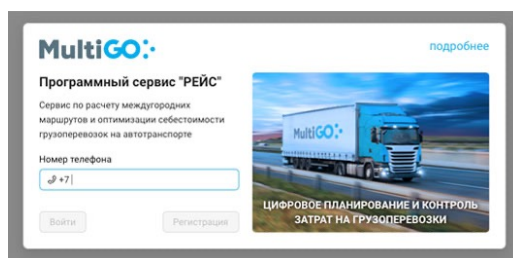 MultiGO
подробнее
Программный сервис "РЕЙС"
Сервис по расчету междугородних
маршрутов и оптимизации себестоимости
грузоперевозок на автотранспорте
Номер телефона
+7
Войти
Регистрация
MultiGO
ЦИФРОВОЕ ПЛАНИРОВАНИЕ И КОНТРОЛЬ
ЗАТРАТ НА ГРУЗОПЕРЕВОЗКИ